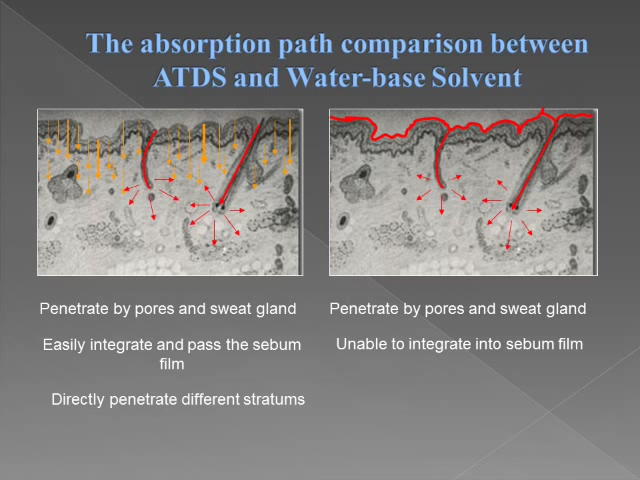 The absorption path comparison between
ATDS and Water-base Solvent
Penetrate by pores and sweat gland
Easily integrate and pass the sebum
film
Directly penetrate different stratums
Penetrate by pores and sweat gland
Unable to integrate into sebum film